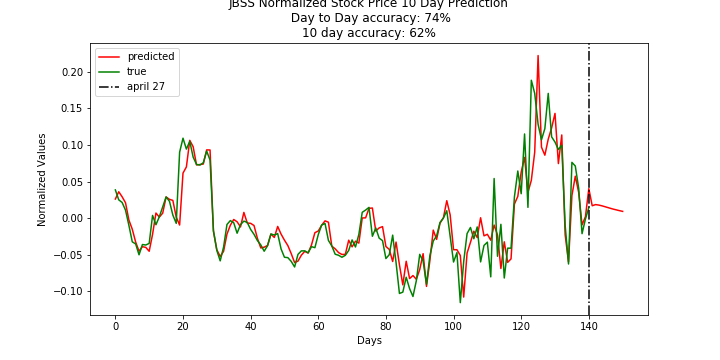 JBSS Normalized Stock Price 10 Day Prediction
Day to Day accuracy: 74%
10 day accuracy: 62%
predicted
true
april 27
0.20
0.15
0.10
0.05
0.00
−0.05
−0.10
Normalized Values
0 20 40 60 80 100 120 140
Days